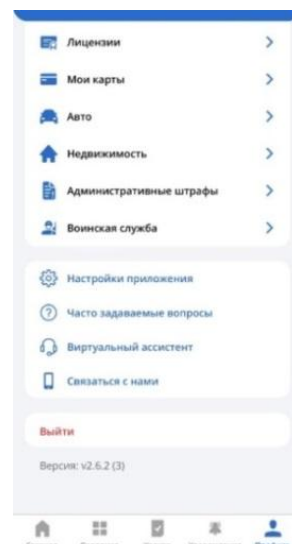 Лицензии
Мои карты
Авто
Недвижимость
Административные штрафы
Воинская служба
Настройки приложения
Часто задаваемые вопросы
Виртуальный ассистент
Связаться с нами
Выйти
Версия: v2.6.2 (3)